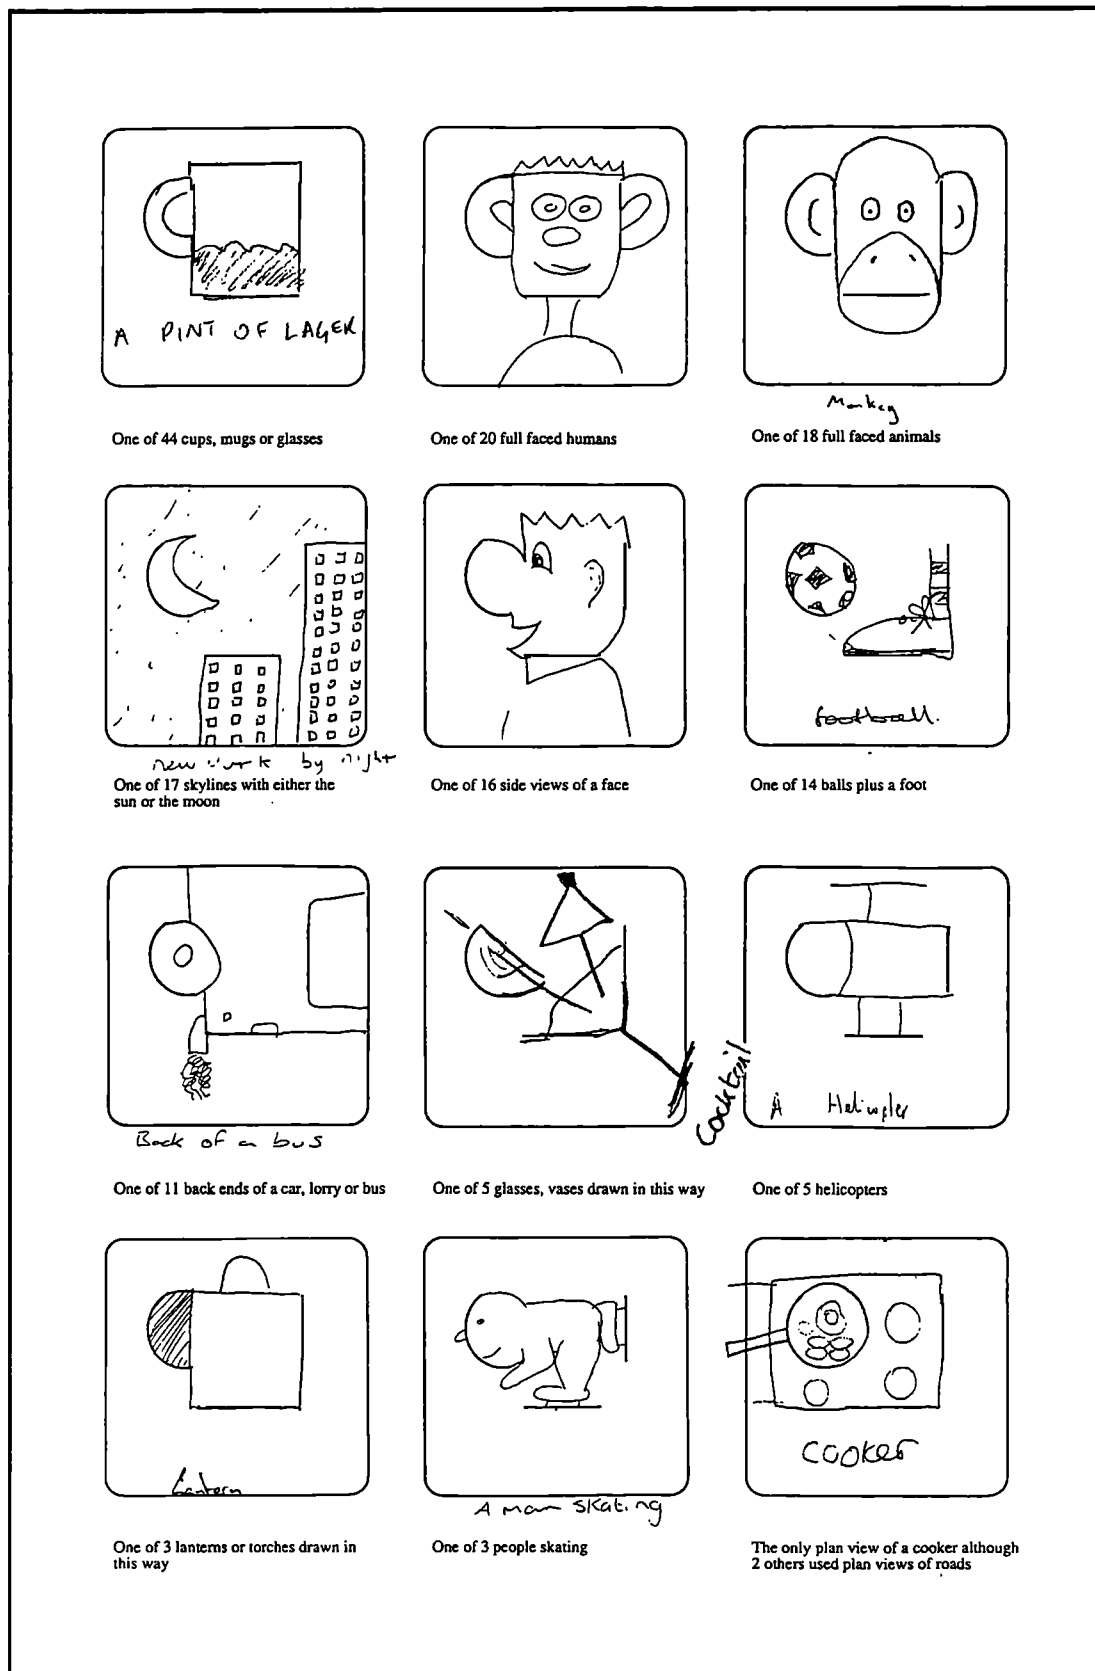 A PINT OF LAGER
One of 44 cups, mugs or glasses
One of 20 full faced humans
Monkey
One of 18 full faced animals
new york by night
One of 17 skylines with either the
sun or the moon
One of 16 side views of a face
football.
One of 14 balls plus a foot
Back of a bus
One of 11 back ends of a car, lorry or bus
Cocktail
One of 5 glasses, vases drawn in this way
A Helicopter
One of 5 helicopters
Lantern
One of 3 lanterns or torches drawn in
this way
A man skating
One of 3 people skating
COOKER
The only plan view of a cooker although
2 others used plan views of roads